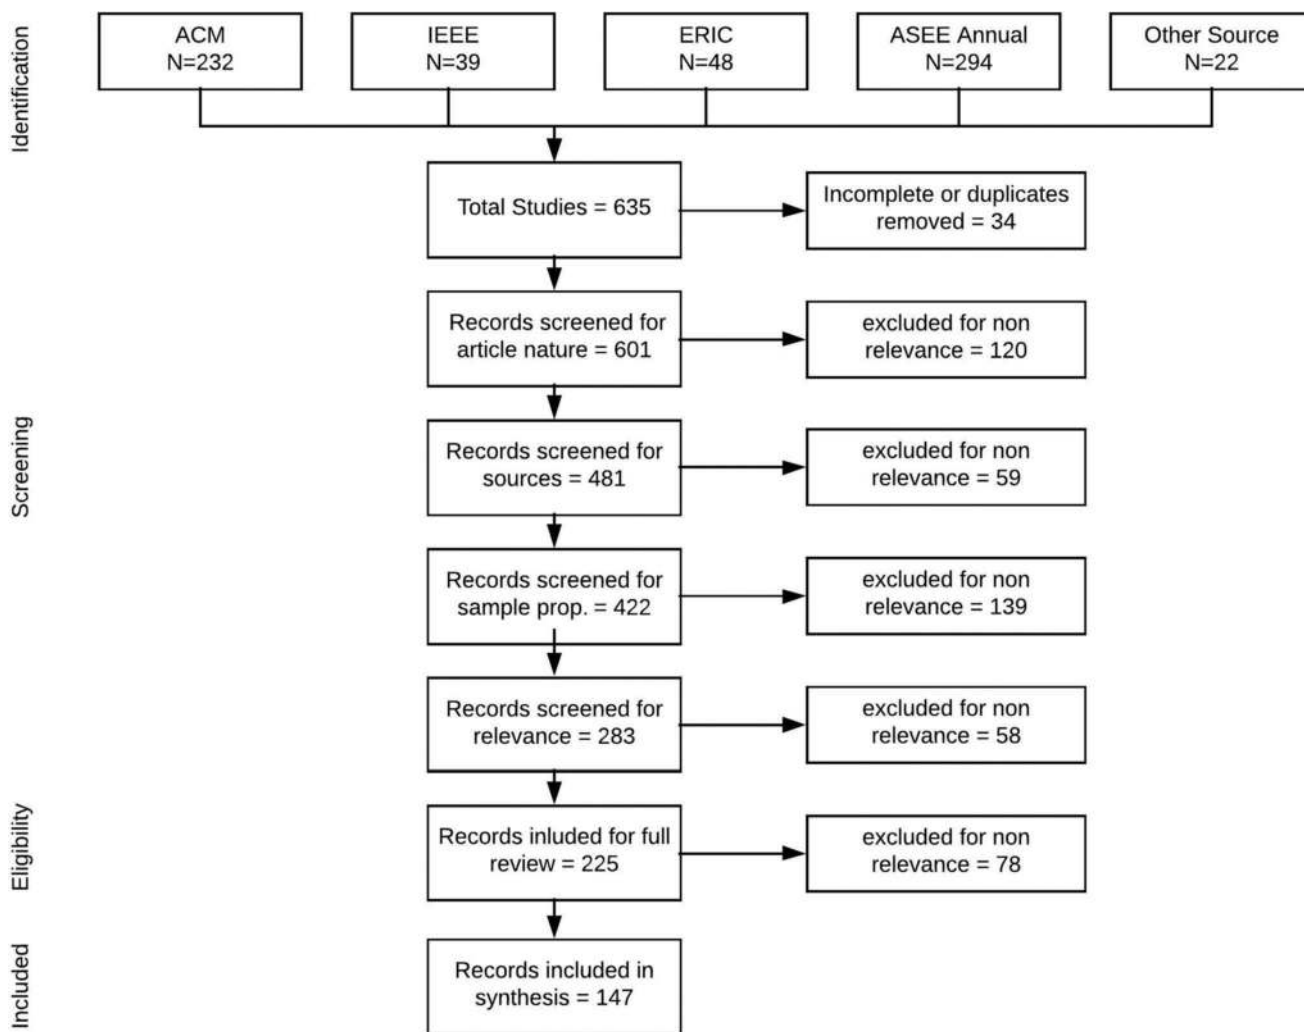 Identification
ACM
N=232
IEEE
N=39
ERIC
N=48
ASEE Annual
N=294
Other Source
N=22
Total Studies = 635
Incomplete or duplicates
removed = 34
Screening
Records screened for
article nature = 601
excluded for non
relevance = 120
Records screened for
sources = 481
excluded for non
relevance = 59
Records screened for
sample prop. = 422
excluded for non
relevance = 139
Records screened for
relevance = 283
excluded for non
relevance = 58
Eligibility
Records inluded for full
review = 225
excluded for non
relevance = 78
Included
Records included in
synthesis = 147